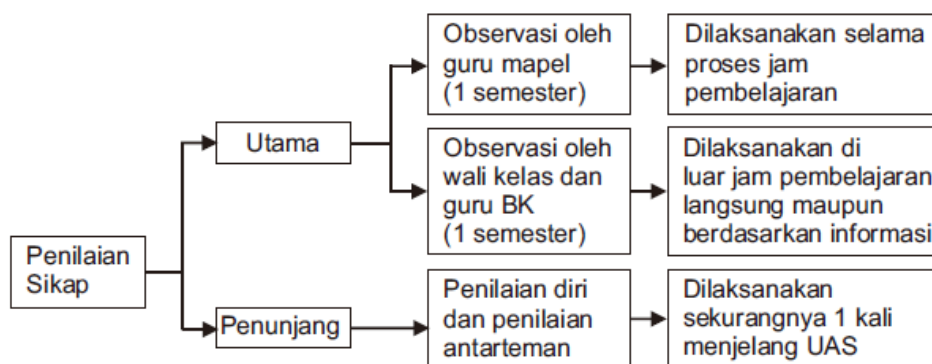 Penilaian
Sikap
Utama
Observasi oleh
guru mapel
(1 semester)
Dilaksanakan selama
proses jam
pembelajaran
Observasi oleh
wali kelas dan
guru BK
(1 semester)
Dilaksanakan di
luar jam pembelajaran
langsung maupun
berdasarkan informasi
Penunjang
Penilaian diri
dan penilaian
antarteman
Dilaksanakan
sekurangnya 1 kali
menjelang UAS